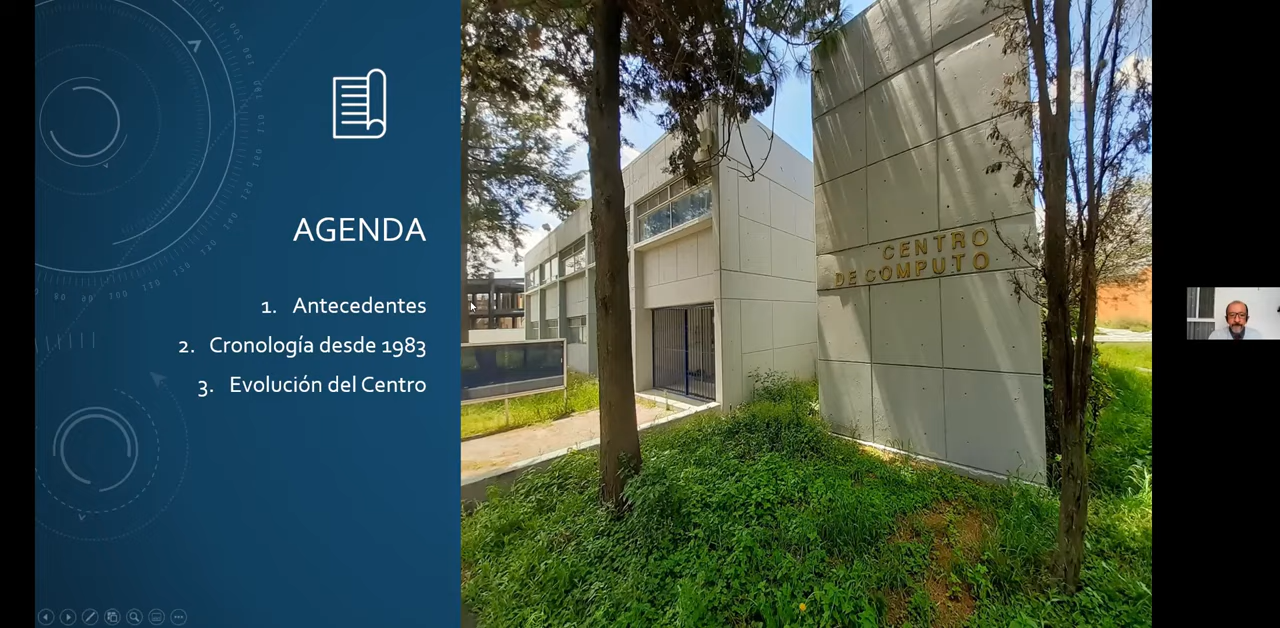 AGENDA
1. Antecedentes
2. Cronología desde 1983
3. Evolución del Centro
CENTRO
DE COMPUTO